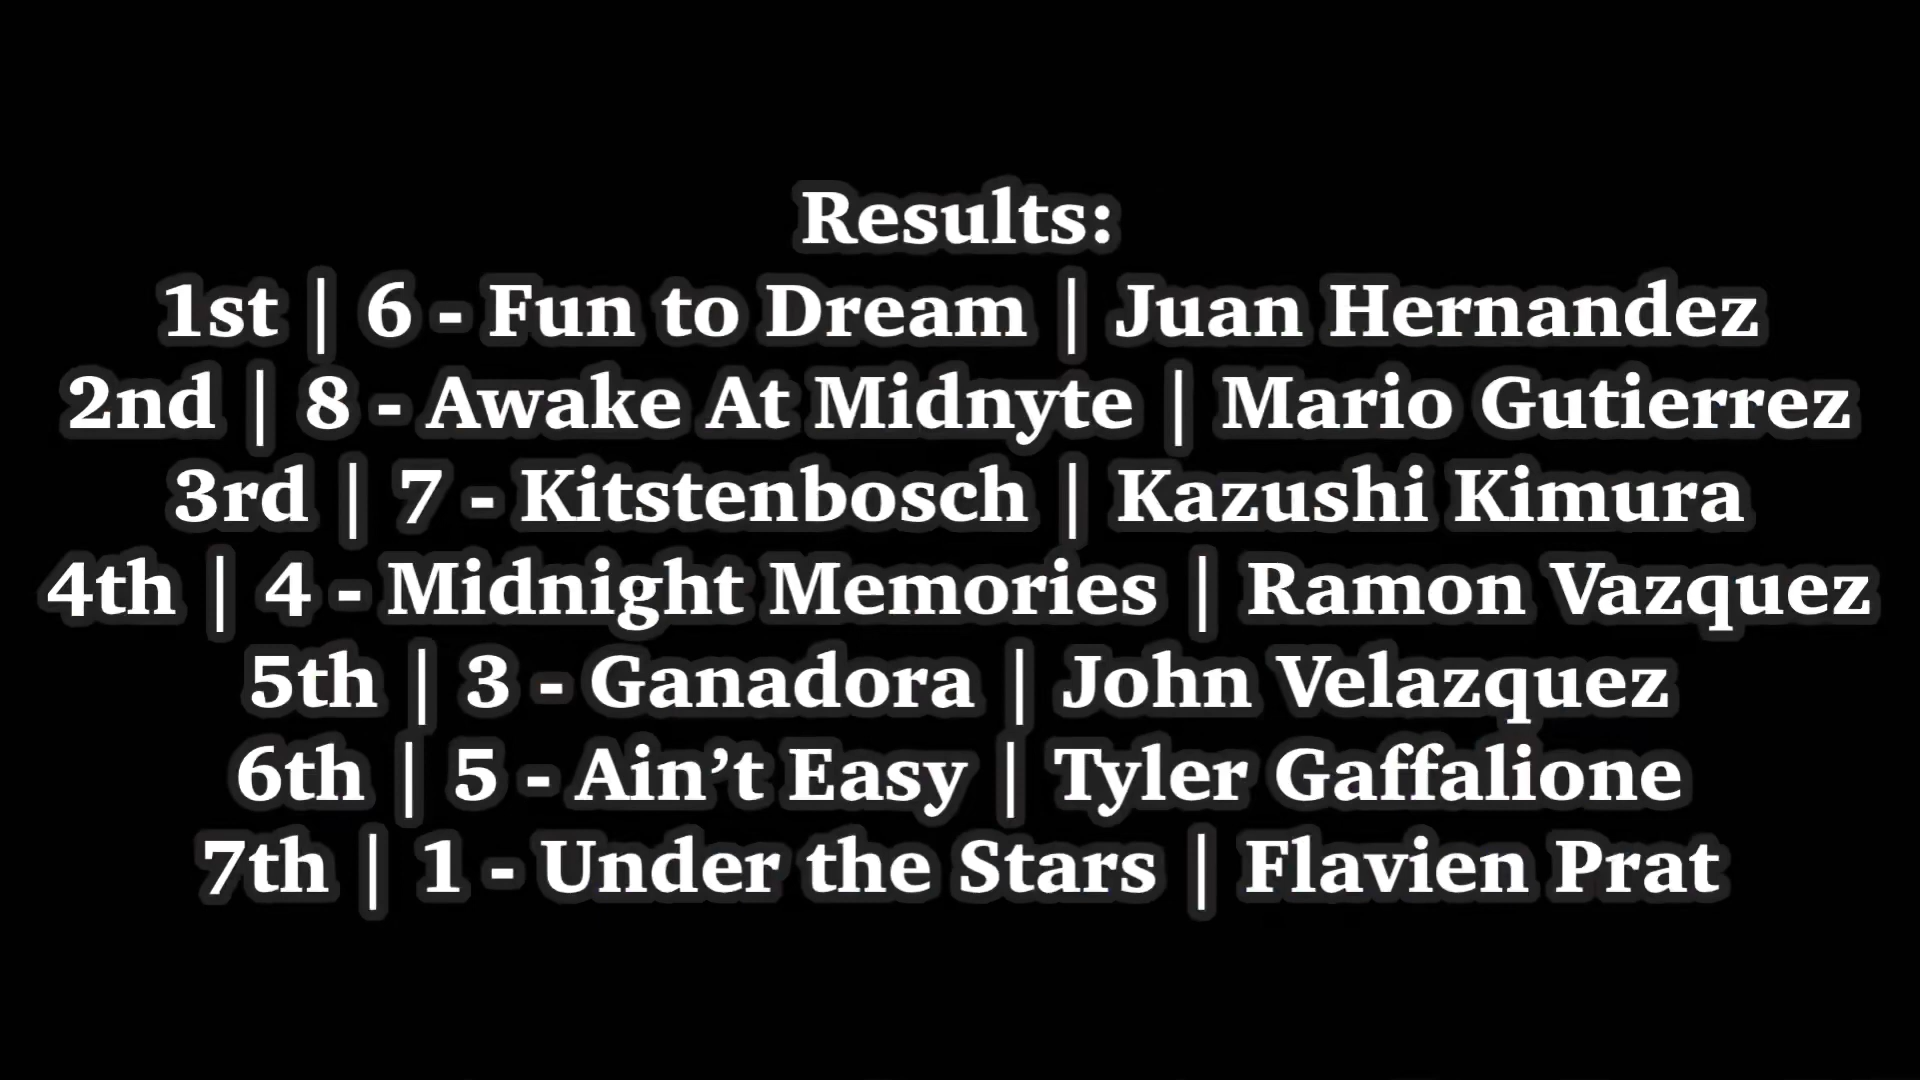 Results:
1st | 6 - Fun to Dream | Juan Hernandez
2nd | 8 - Awake At Midnyte | Mario Gutierrez
3rd | 7 - Kitstenbosch | Kazushi Kimura
4th | 4 - Midnight Memories | Ramon Vazquez
5th | 3 - Ganadora | John Velazquez
6th | 5 - Ain’t Easy | Tyler Gaffalione
7th | 1 - Under the Stars | Flavien Prat